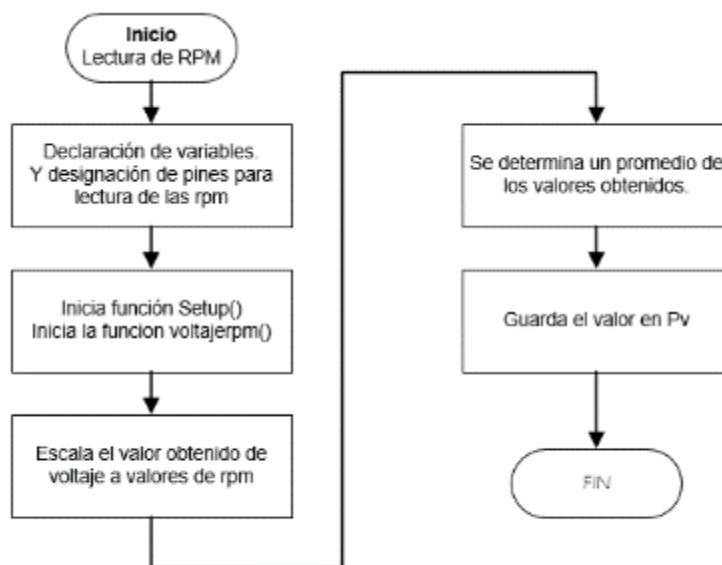 Inicio
Lectura de RPM
Declaración de variables.
Y designación de pines para
lectura de las rpm
Inicia función Setup()
Inicia la funcion voltajerpm()
Escala el valor obtenido de
voltaje a valores de rpm
Se determina un promedio de
los valores obtenidos.
Guarda el valor en Pv
FIN